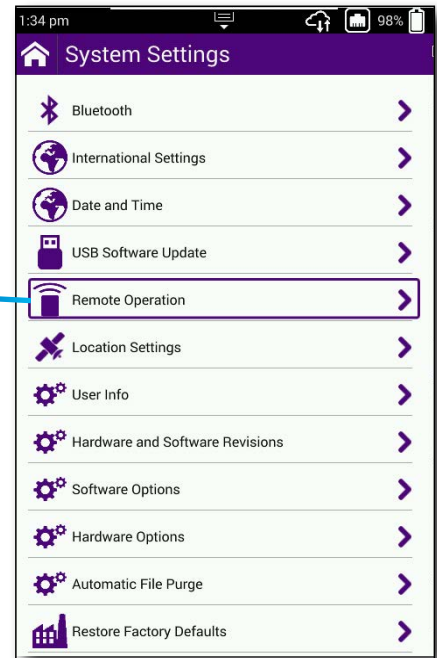 1:34 pm 98%
System Settings
Bluetooth
International Settings
Date and Time
USB Software Update
Remote Operation
Location Settings
User Info
Hardware and Software Revisions
Software Options
Hardware Options
Automatic File Purge
Restore Factory Defaults